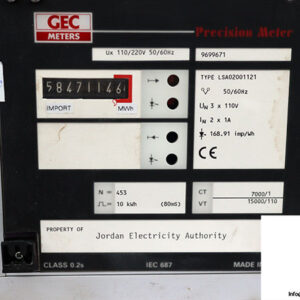 GEC
METERS
Precision Meter
Ux 110/220V 50/60Hz
9699671
58471146
IMPORT MWh
TYPE LSA02001121
50/60Hz
UN 3 x 110V
I2 2 x 1A
168.91 imp/Wh
CE
N = 453
10 kWh (80mS)
CT 7000/1
VT 15000/110
PROPERTY OF
Jordan Electricity Authority
CLASS 0.2s
IEC 687
MADE